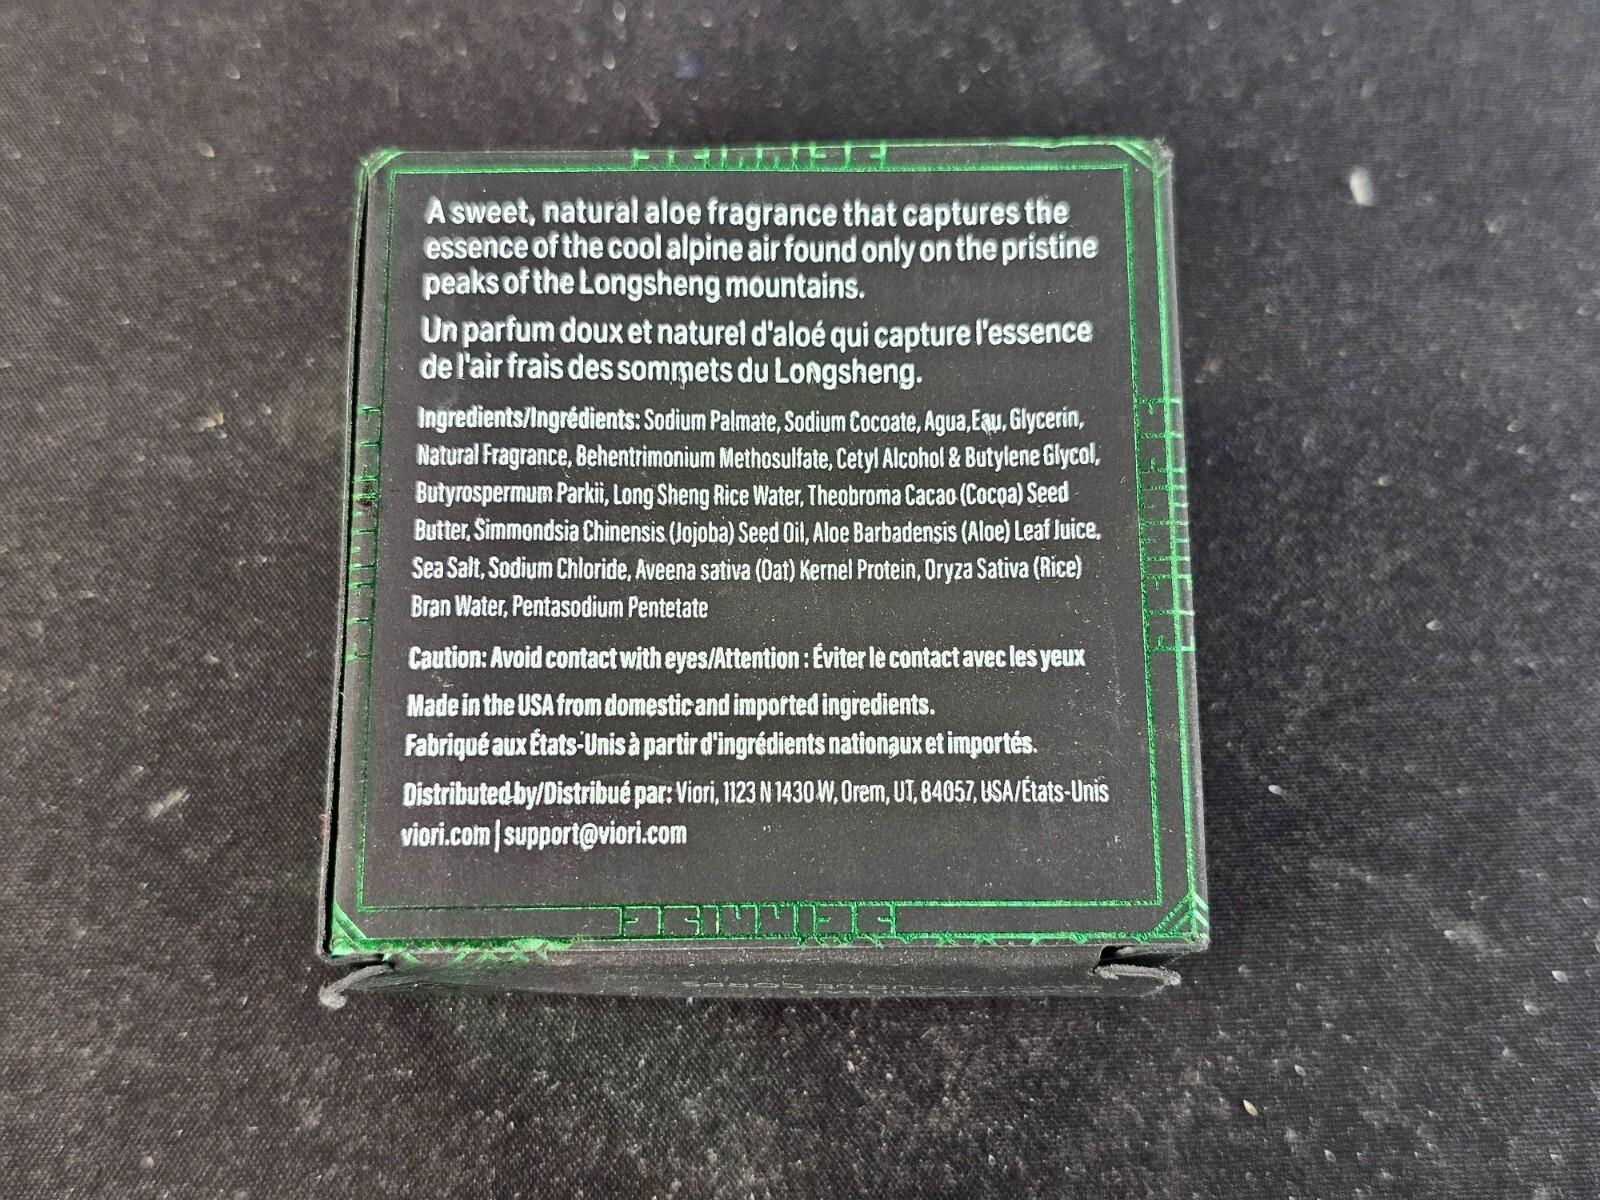 A sweet, natural aloe fragrance that captures the
essence of the cool alpine air found only on the pristine
peaks of the Longsheng mountains.
Un parfum doux et naturel d'aloé qui capture l'essence
de l'air frais des sommets du Longsheng.
Ingredients/Ingrédients: Sodium Palmate, Sodium Cocoate, Agua,Eau, Glycerin,
Natural Fragrance, Behentrimonium Methosulfate, Cetyl Alcohol & Butylene Glycol,
Butyrospermum Parkii, Long Sheng Rice Water, Theobroma Cacao (Cocoa) Seed
Butter, Simmondsia Chinensis (Jojoba) Seed Oil, Aloe Barbadensis (Aloe) Leaf Juice,
Sea Salt, Sodium Chloride, Aveena sativa (Oat) Kernel Protein, Oryza Sativa (Rice)
Bran Water, Pentasodium Pentetate
Caution: Avoid contact with eyes/Attention : Éviter le contact avec les yeux
Made in the USA from domestic and imported ingredients.
Fabriqué aux États-Unis à partir d'ingrédients nationaux et importés.
Distributed by/Distribué par: Viori, 1123 N 1430 W, Orem, UT, 84057, USA/États-Unis
viori.com | support@viori.com